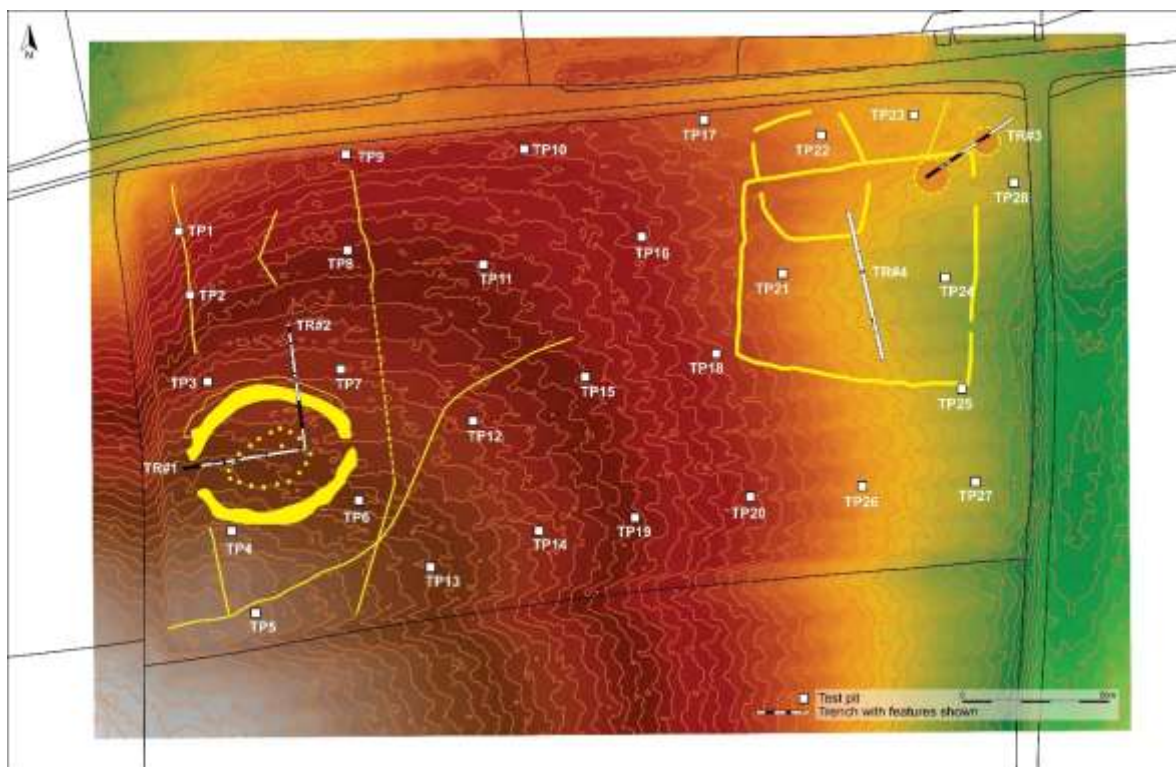 N
TP17
TP23
TP22
TR#3
TP10
TP9
TP28
TP1
TP16
TP8
TP11
TP21
TR#4
TP24
TP2
TR#2
TP18
TP7
TP15
TP3
TP25
TP12
TR#1
TP6
TP20
TP26
TP27
TP4
TP14
TP19
TP13
TP5
Test pit
0
Trench with features shown